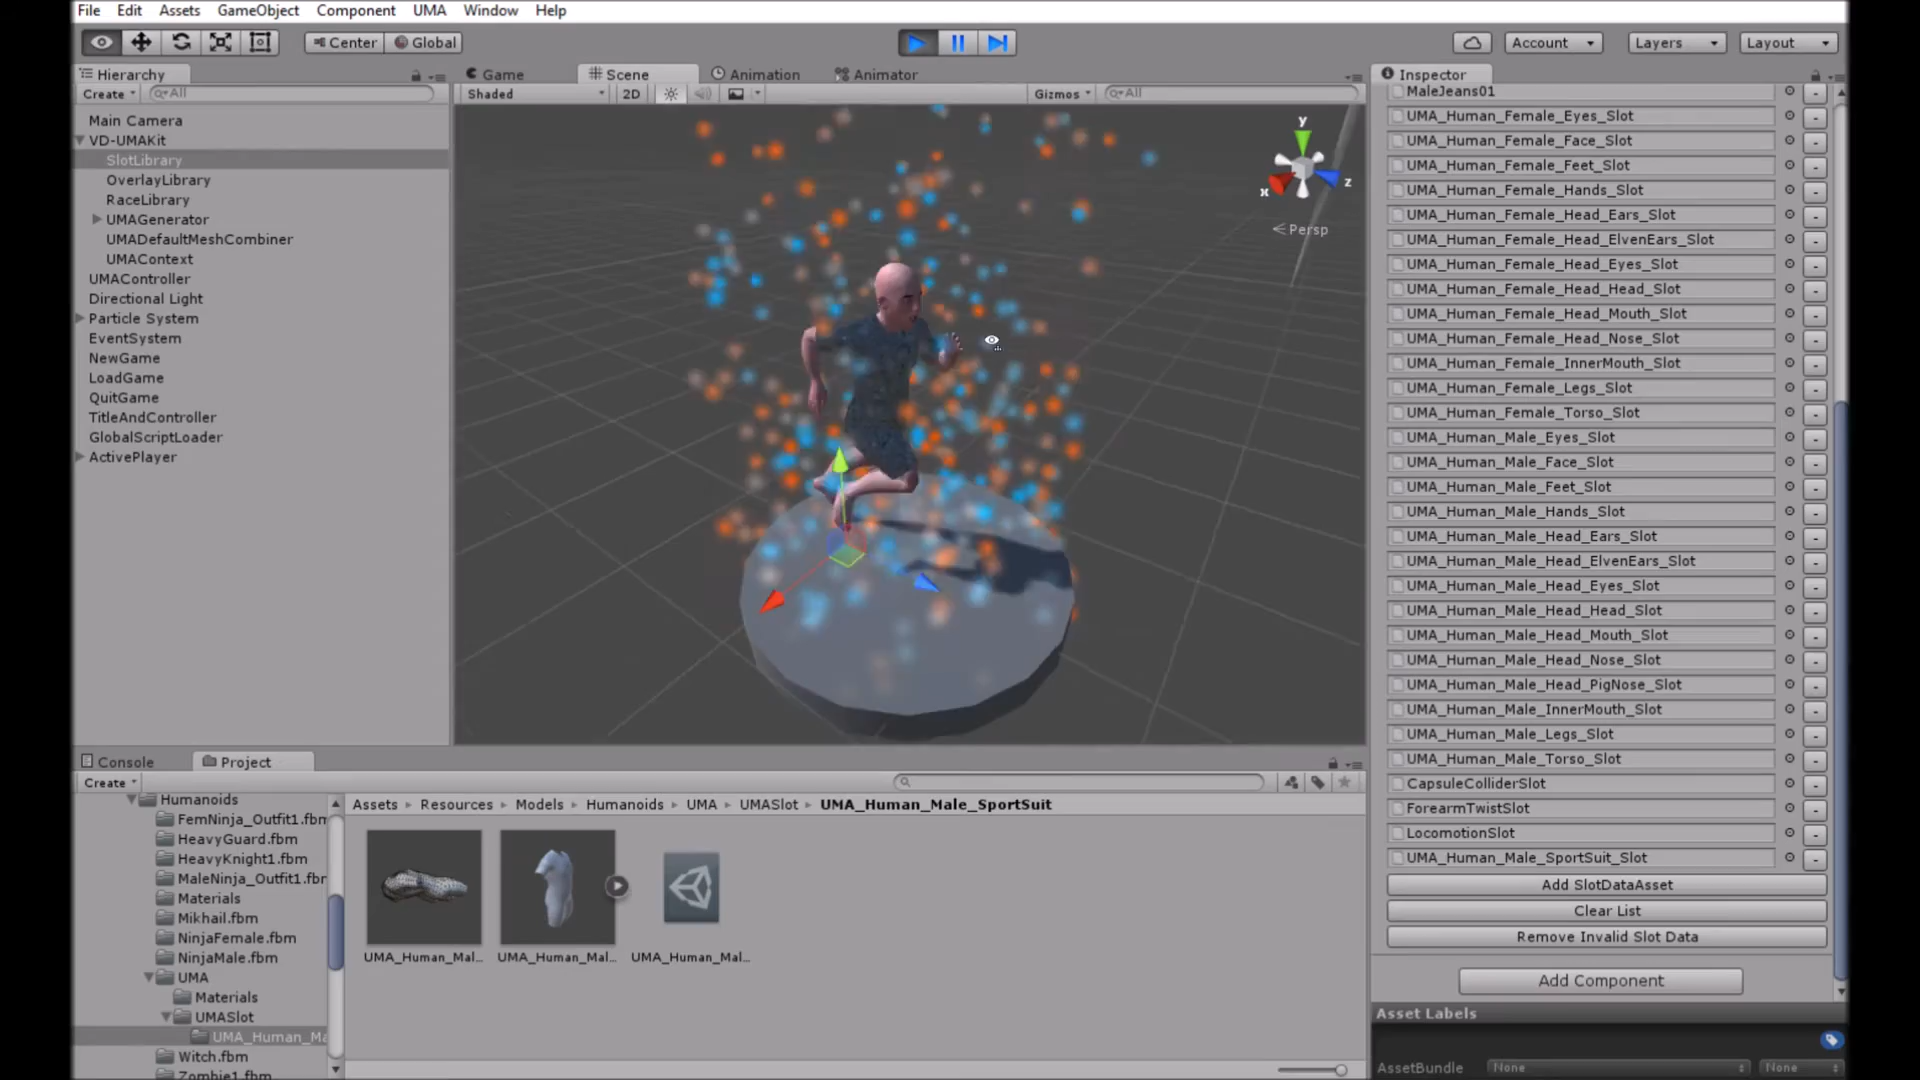 File Edit Assets GameObject Component UMA Window Help
Center Global Account Layers Layout
Hierarchy
Create All
Main Camera
VD-UMAKit
SlotLibrary
OverlayLibrary
RaceLibrary
UMAGenerator
UMADefaultMeshCombiner
UMAContext
UMAController
Directional Light
Particle System
EventSystem
NewGame
LoadGame
QuitGame
TitleAndController
GlobalScriptLoader
ActivePlayer
Game Scene Animation Animator
Shaded 2D Gizmos All
y
x
z
Persp
Inspector
MaleJeans01
UMA_Human_Female_Eyes_Slot
UMA_Human_Female_Face_Slot
UMA_Human_Female_Feet_Slot
UMA_Human_Female_Hands_Slot
UMA_Human_Female_Head_Ears_Slot
UMA_Human_Female_Head_ElvenEars_Slot
UMA_Human_Female_Head_Eyes_Slot
UMA_Human_Female_Head_Head_Slot
UMA_Human_Female_Head_Mouth_Slot
UMA_Human_Female_Head_Nose_Slot
UMA_Human_Female_InnerMouth_Slot
UMA_Human_Female_Legs_Slot
UMA_Human_Female_Torso_Slot
UMA_Human_Male_Eyes_Slot
UMA_Human_Male_Face_Slot
UMA_Human_Male_Feet_Slot
UMA_Human_Male_Hands_Slot
UMA_Human_Male_Head_Ears_Slot
UMA_Human_Male_Head_ElvenEars_Slot
UMA_Human_Male_Head_Eyes_Slot
UMA_Human_Male_Head_Head_Slot
UMA_Human_Male_Head_Mouth_Slot
UMA_Human_Male_Head_Nose_Slot
UMA_Human_Male_Head_PigNose_Slot
UMA_Human_Male_InnerMouth_Slot
UMA_Human_Male_Legs_Slot
UMA_Human_Male_Torso_Slot
CapsuleColliderSlot
ForearmTwistSlot
LocomotionSlot
UMA_Human_Male_SportSuit_Slot
Add SlotDataAsset
Clear List
Remove Invalid Slot Data
Add Component
Asset Labels
AssetBundle None None
Console Project
Create
Humanoids
FemNinja_Outfit1.fbm
HeavyGuard.fbm
HeavyKnight1.fbm
MaleNinja_Outfit1.fbr
Materials
Mikhail.fbm
NinjaFemale.fbm
NinjaMale.fbm
UMA
Materials
UMASlot
UMA_Human_Ma
Witch.fbm
Zombie1.fbm
Assets Resources Models Humanoids UMA UMASlot UMA_Human_Male_SportSuit
UMA_Human_Mal... UMA_Human_Mal... UMA_Human_Mal...